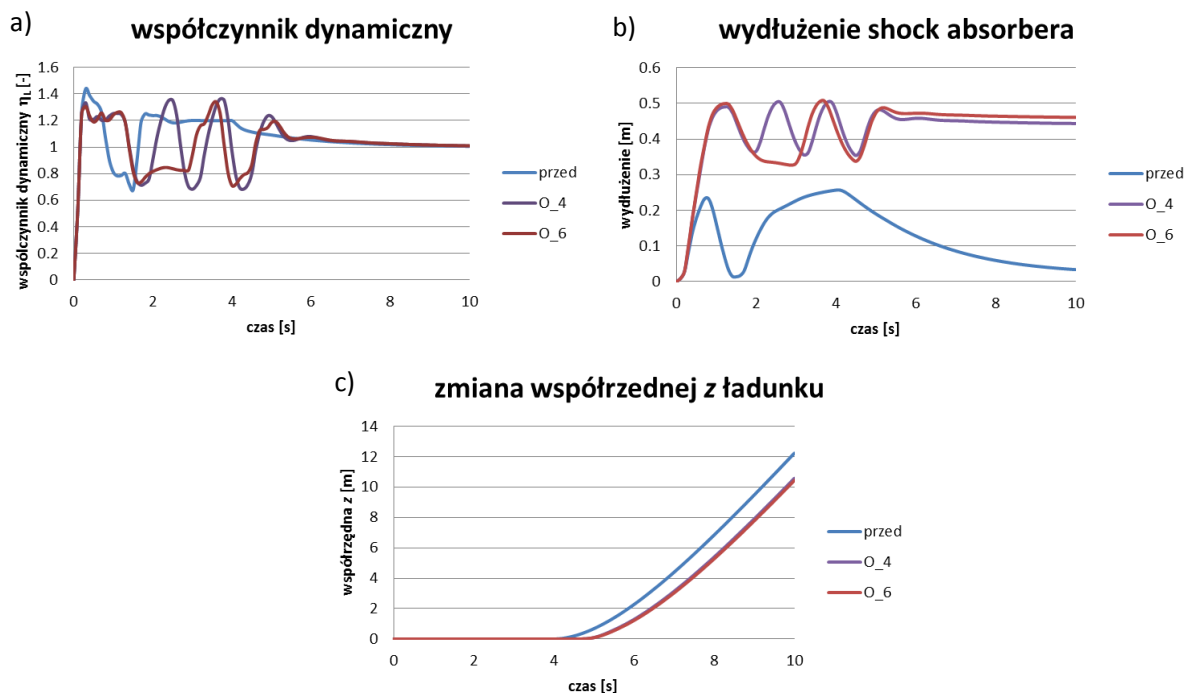 a)
współczynnik dynamiczny
współczynnik dynamiczny ηL [-]
1.6
1.4
1.2
1
0.8
0.6
0.4
0.2
0
0 2 4 6 8 10
czas [s]
przed
O_4
O_6
b)
wydłużenie shock absorbera
wydłużenie [m]
0.6
0.5
0.4
0.3
0.2
0.1
0
0 2 4 6 8 10
czas [s]
przed
O_4
O_6
c)
zmiana współrzednej z ładunku
współrzędna z [m]
14
12
10
8
6
4
2
0
0 2 4 6 8 10
czas [s]
przed
O_4
O_6